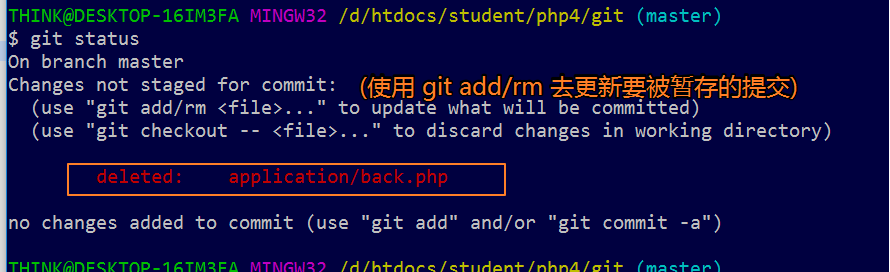 THINK@DESKTOP-16IM3FA MINGW32 /d/htdocs/student/php4/git (master)
$ git status
On branch master
Changes not staged for commit: (使用 git add/rm 去更新要被暂存的提交)
(use "git add/rm <file>..." to update what will be committed)
(use "git checkout -- <file>..." to discard changes in working directory)
deleted: application/back.php
no changes added to commit (use "git add" and/or "git commit -a")
THINK@DESKTOP-16IM3FA MINGW32 /d/htdocs/student/php4/git (master)